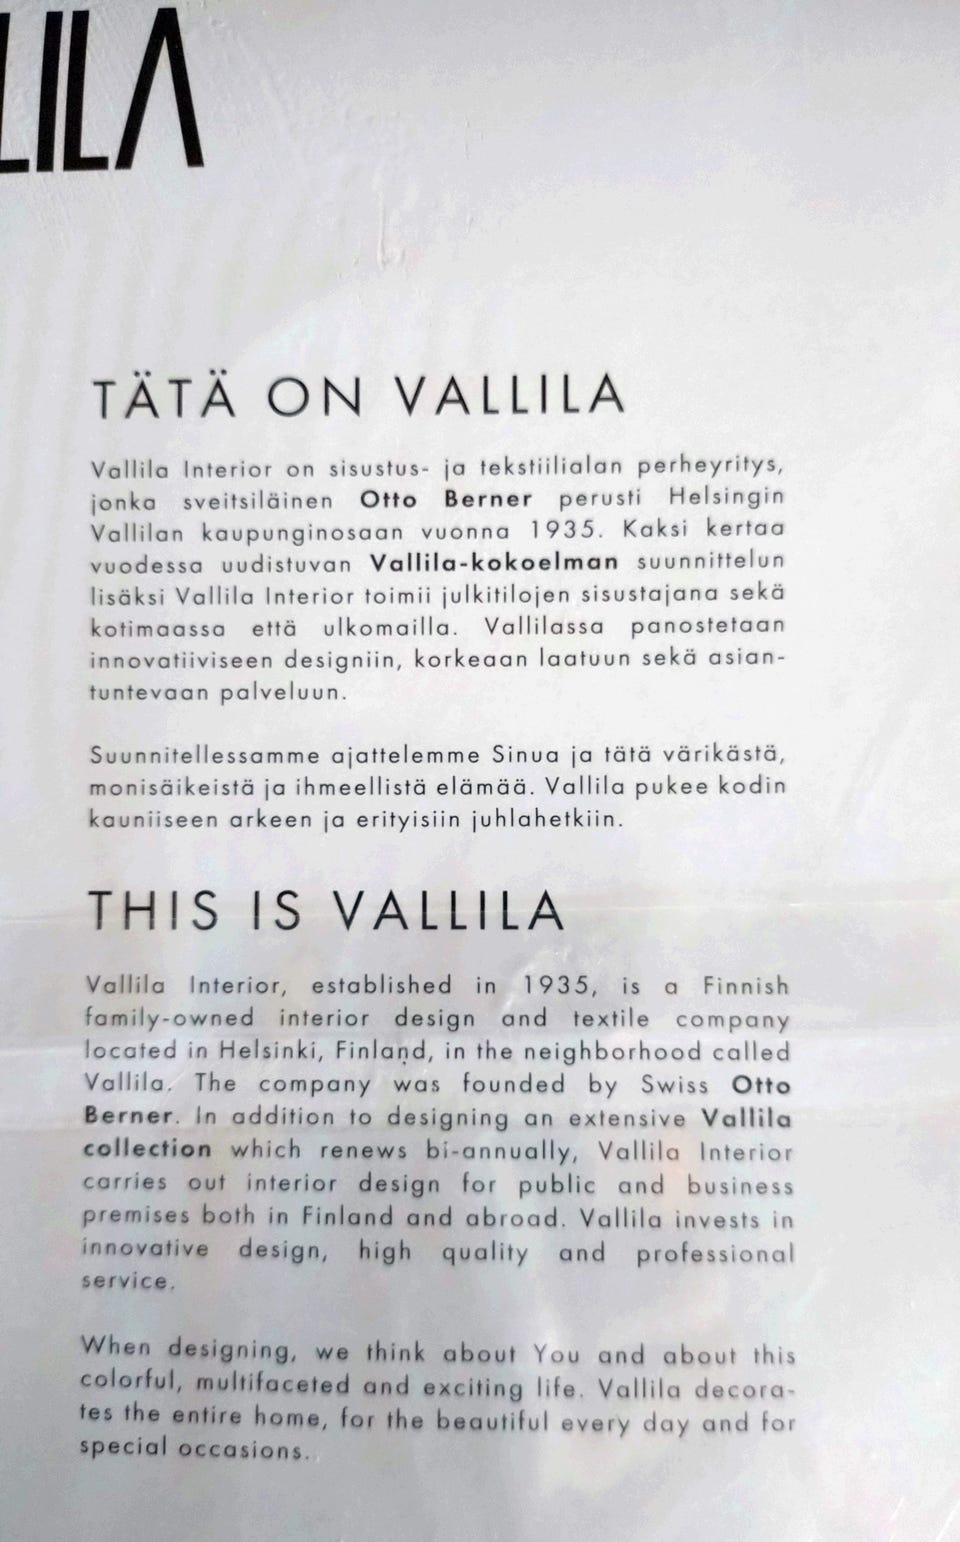 LILA
TÄTÄ ON VALLILA
Vallila Interior on sisustus- ja tekstiilialan perheyritys,
jonka sveitsiläinen Otto Berner perusti Helsingin
Vallilan kaupunginosaan vuonna 1935. Kaksi kertaa
vuodessa uudistuvan Vallila-kokoelman suunnittelun
lisäksi Vallila Interior toimii julkitilojen sisustajana sekä
kotimaassa että ulkomailla. Vallilassa panostetaan
innovatiiviseen designiin, korkeaan laatuun sekä asian-
tuntevaan palveluun.
Suunnitellessamme ajattelemme Sinua ja tätä värikästä,
monisäikeistä ja ihmeellistä elämää. Vallila pukee kodin
kauniiseen arkeen ja erityisiin juhlahetkiin.
THIS IS VALLILA
Vallila Interior, established in 1935, is a Finnish
family-owned interior design and textile company
located in Helsinki, Finland, in the neighborhood called
Vallila. The company was founded by Swiss Otto
Berner. In addition to designing an extensive Vallila
collection which renews bi-annually, Vallila Interior
carries out interior design for public and business
premises both in Finland and abroad. Vallila invests in
innovative design, high quality and professional
service.
When designing, we think about You and about this
colorful, multifaceted and exciting life. Vallila decora-
tes the entire home, for the beautiful every day and for
special occasions.